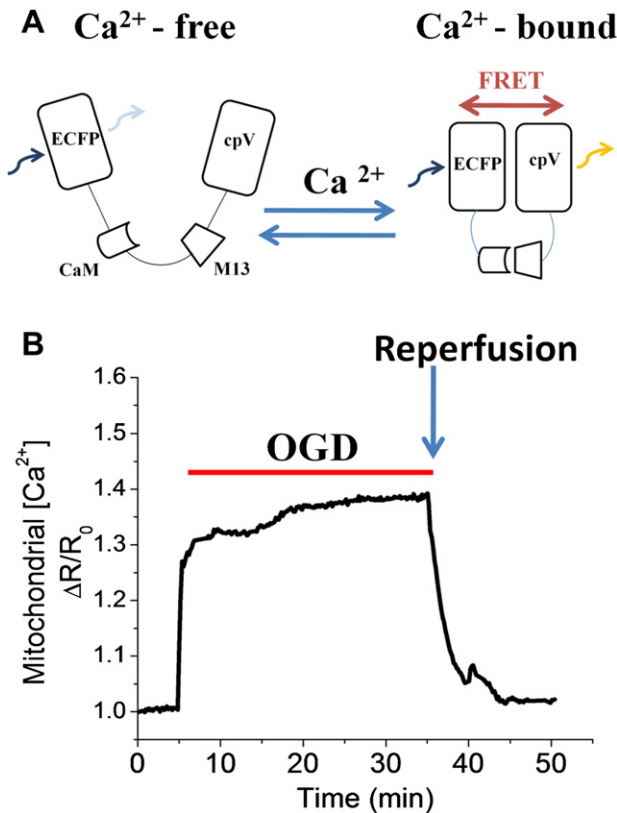 A
Ca²⁺ - free
Ca²⁺ - bound
FRET
ECFP
cpV
ECFP
cpV
Ca ²⁺
CaM
M13
B
Reperfusion
OGD
1.6
1.5
1.4
1.3
1.2
1.1
1.0
Mitochondrial [Ca²⁺]
ΔR/R₀
0
10
20
30
40
50
Time (min)